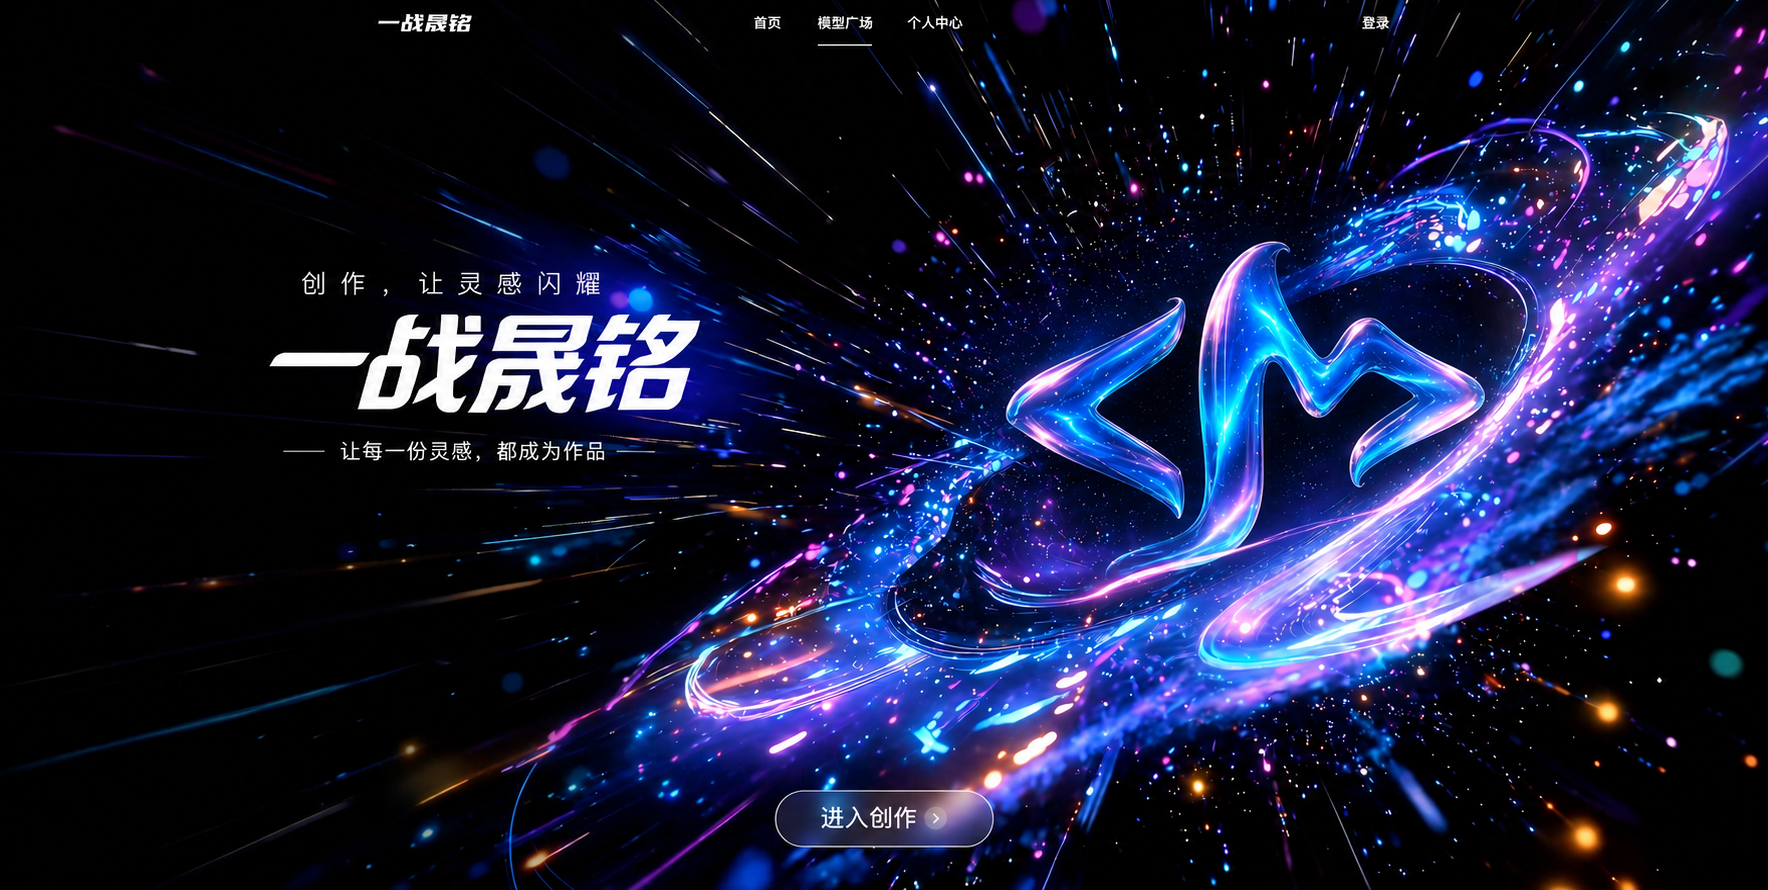 一战晟铭
首页 模型广场 个人中心
登录
创作，让灵感闪耀
一战晟铭
让每一份灵感，都成为作品
进入创作